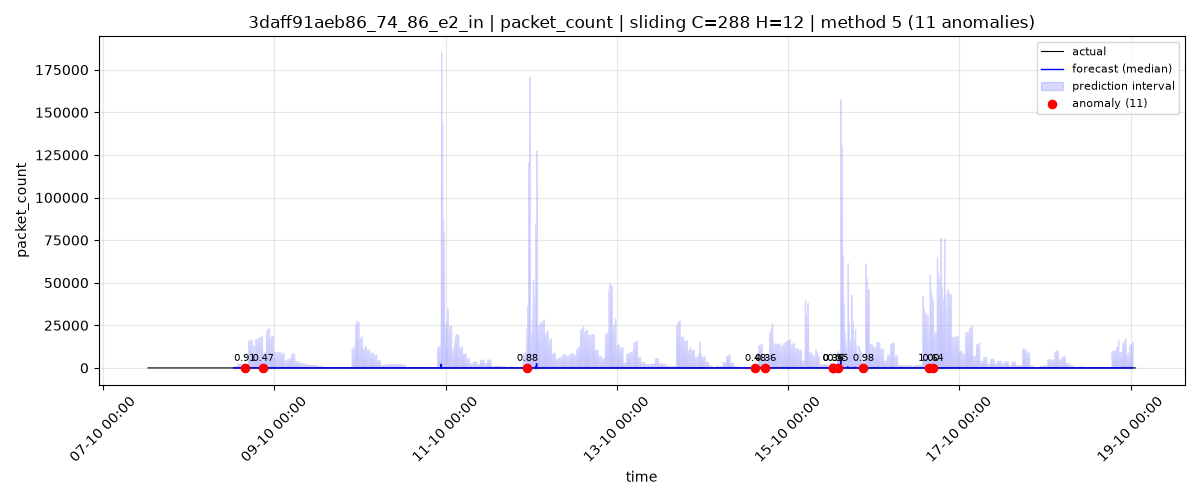 3daff91aeb86_74_86_e2_in | packet_count | sliding C=288 H=12 | method 5 (11 anomalies)
actual
forecast (median)
prediction interval
anomaly (11)
packet_count
175000
150000
125000
100000
75000
50000
25000
0
0.91
0.47
0.88
0.98
07-10 00:00
09-10 00:00
11-10 00:00
13-10 00:00
15-10 00:00
17-10 00:00
19-10 00:00
time